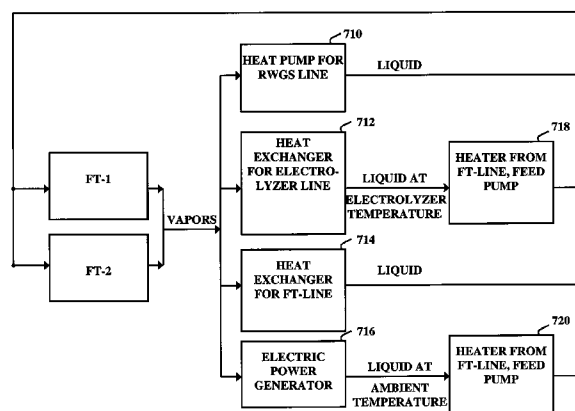 710
HEAT PUMP FOR
RWGS LINE
LIQUID
712
HEAT
EXCHANGER
FOR ELECTRO-
LYZER LINE
LIQUID AT
ELECTROLYZER
TEMPERATURE
718
HEATER FROM
FT-LINE, FEED
PUMP
FT-1
VAPORS
FT-2
714
HEAT
EXCHANGER
FOR FT-LINE
LIQUID
716
ELECTRIC
POWER
GENERATOR
LIQUID AT
AMBIENT
TEMPERATURE
720
HEATER FROM
FT-LINE, FEED
PUMP